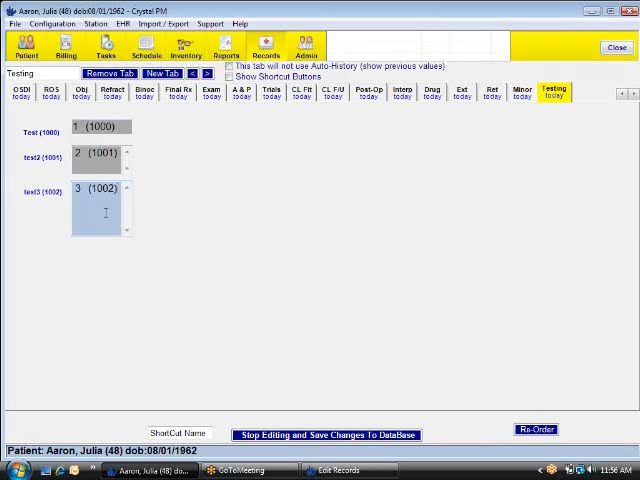 Aaron, Julia (48) dob:08/01/1962 - Crystal PM
File Configuration Station EHR Import / Export Support Help
Patient Billing Tasks Schedule Inventory Reports Records Admin Close
This tab will not use Auto-History (show previous values)
Testing Remove Tab New Tab < >
Show Shortcut Buttons
OSDI ROS Obj Refract Binoc Final Rx Exam A & P Trials CL Fit CL F/U Post-Op Interp Drug Ext Ret Minor Testing
today today today today today today today today today today today today today today today today today today
Test (1000) 1 (1000)
test2 (1001) 2 (1001)
test3 (1002) 3 (1002)
ShortCut Name Stop Editing and Save Changes To DataBase Re-Order
Patient: Aaron, Julia (48) dob:08/01/1962
Aaron, Julia (48) do... GoToMeeting Edit Records 11:56 AM